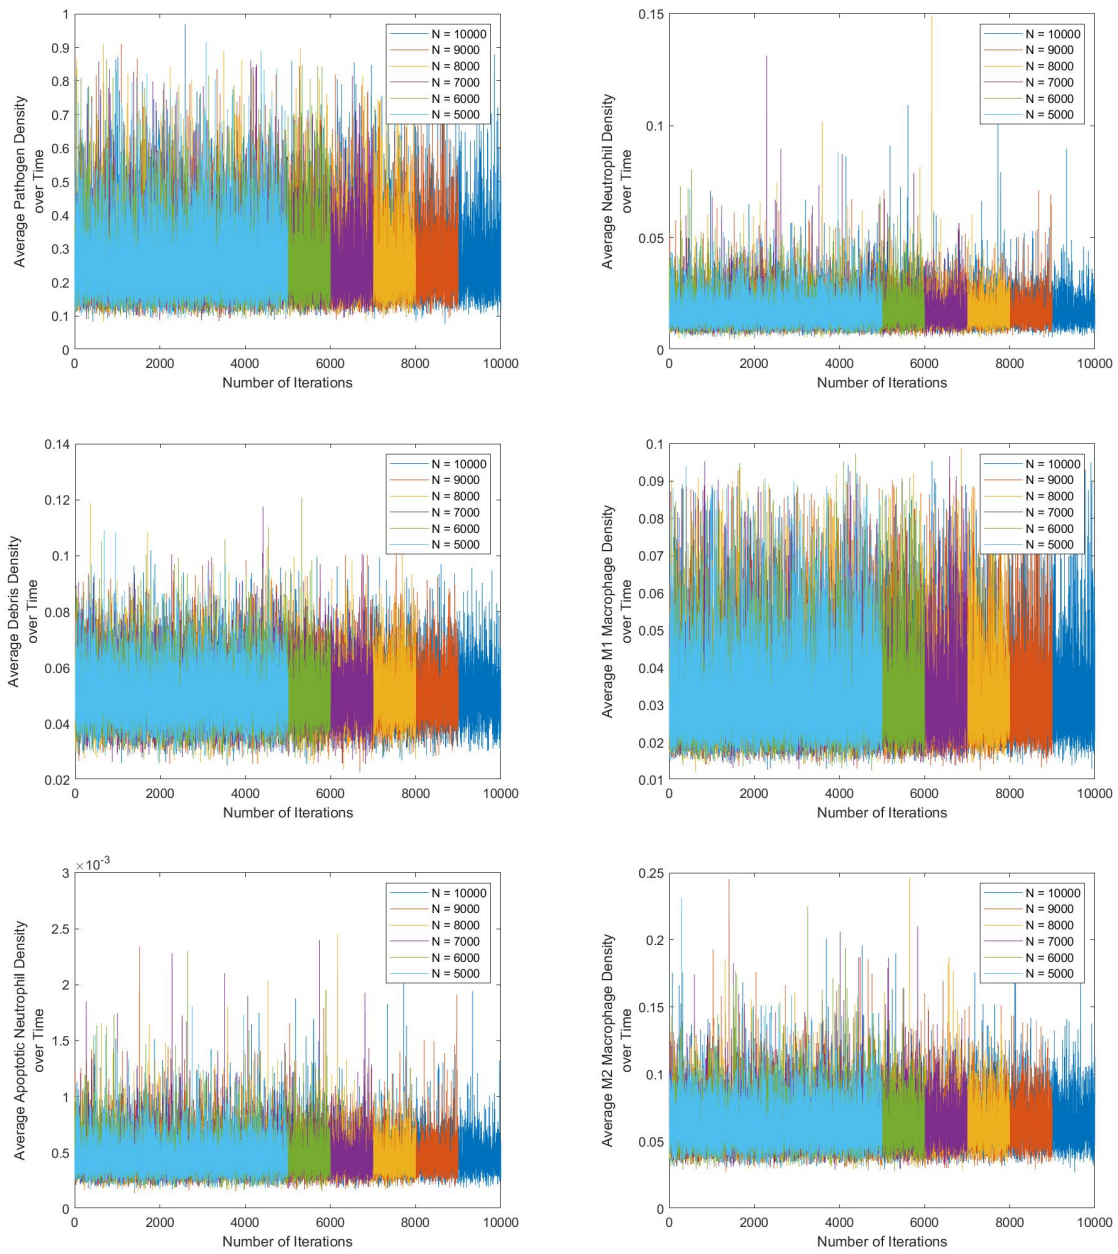 1
0.9
0.8
0.7
0.6
0.5
0.4
0.3
0.2
0.1
0
0 2000 4000 6000 8000 10000
Number of Iterations
Average Pathogen Density
over Time
N = 10000
N = 9000
N = 8000
N = 7000
N = 6000
N = 5000
0.15
0.1
0.05
0
0 2000 4000 6000 8000 10000
Number of Iterations
Average Neutrophil Density
over Time
N = 10000
N = 9000
N = 8000
N = 7000
N = 6000
N = 5000
0.14
0.12
0.1
0.08
0.06
0.04
0.02
0 2000 4000 6000 8000 10000
Number of Iterations
Average Debris Density
over Time
N = 10000
N = 9000
N = 8000
N = 7000
N = 6000
N = 5000
0.1
0.09
0.08
0.07
0.06
0.05
0.04
0.03
0.02
0.01
0 2000 4000 6000 8000 10000
Number of Iterations
Average M1 Macrophage Density
over Time
N = 10000
N = 9000
N = 8000
N = 7000
N = 6000
N = 5000
×10-3
3
2.5
2
1.5
1
0.5
0
0 2000 4000 6000 8000 10000
Number of Iterations
Average Apoptotic Neutrophil Density
over Time
N = 10000
N = 9000
N = 8000
N = 7000
N = 6000
N = 5000
0.25
0.2
0.15
0.1
0.05
0
0 2000 4000 6000 8000 10000
Number of Iterations
Average M2 Macrophage Density
over Time
N = 10000
N = 9000
N = 8000
N = 7000
N = 6000
N = 5000